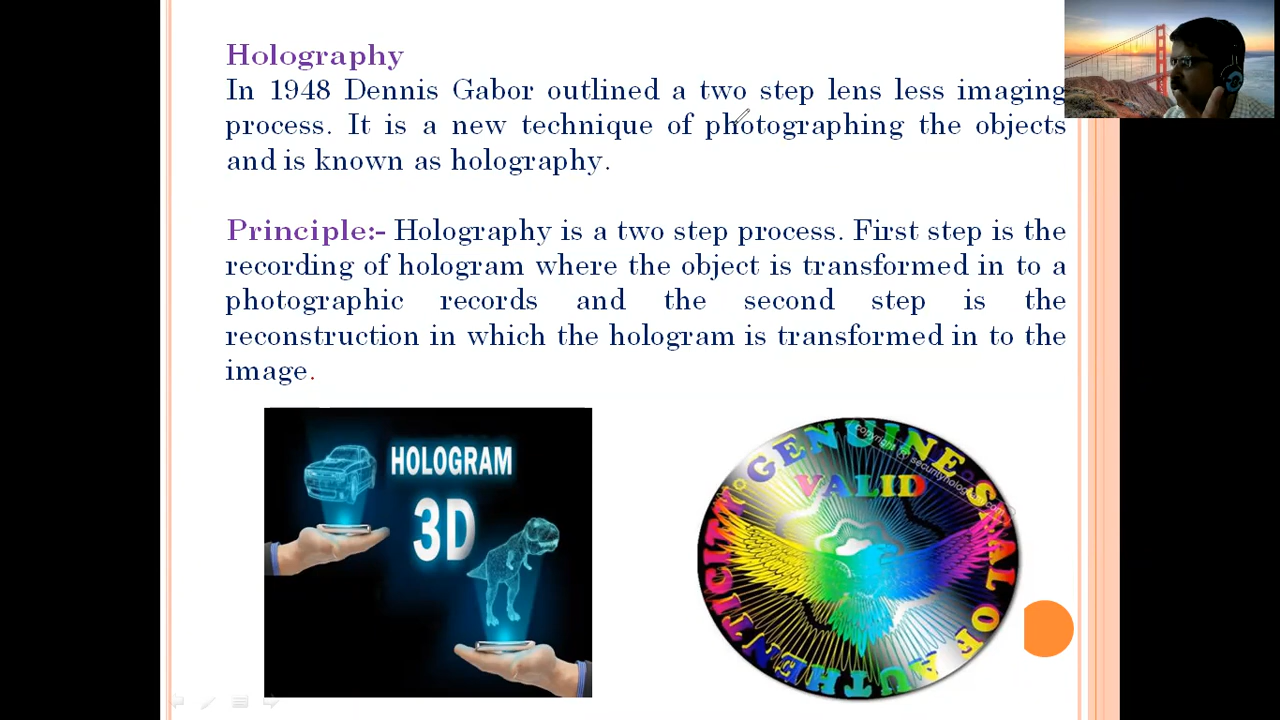 Holography
In 1948 Dennis Gabor outlined a two step lens less imaging
process. It is a new technique of photographing the objects
and is known as holography.
Principle:- Holography is a two step process. First step is the
recording of hologram where the object is transformed in to a
photographic records and the second step is the
reconstruction in which the hologram is transformed in to the
image.
HOLOGRAM
3D
GENUINE SEAL OF AUTHENTICITY
VALID